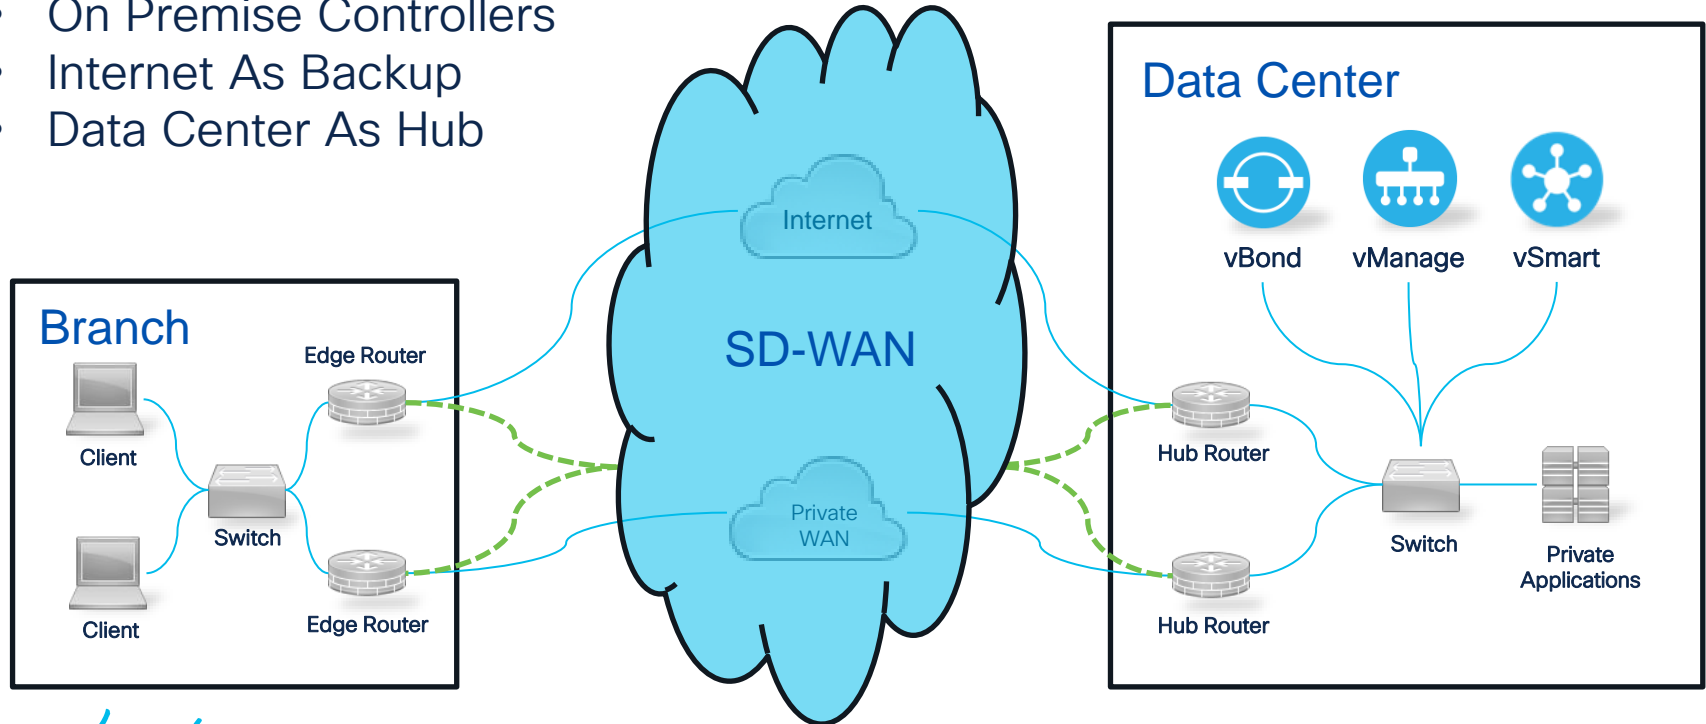 • On Premise Controllers
• Internet As Backup
• Data Center As Hub
Data Center
Internet
vBond
vManage
vSmart
Branch
Edge Router
SD-WAN
Client
Hub Router
Switch
Private
WAN
Switch
Private
Applications
Client
Edge Router
Hub Router